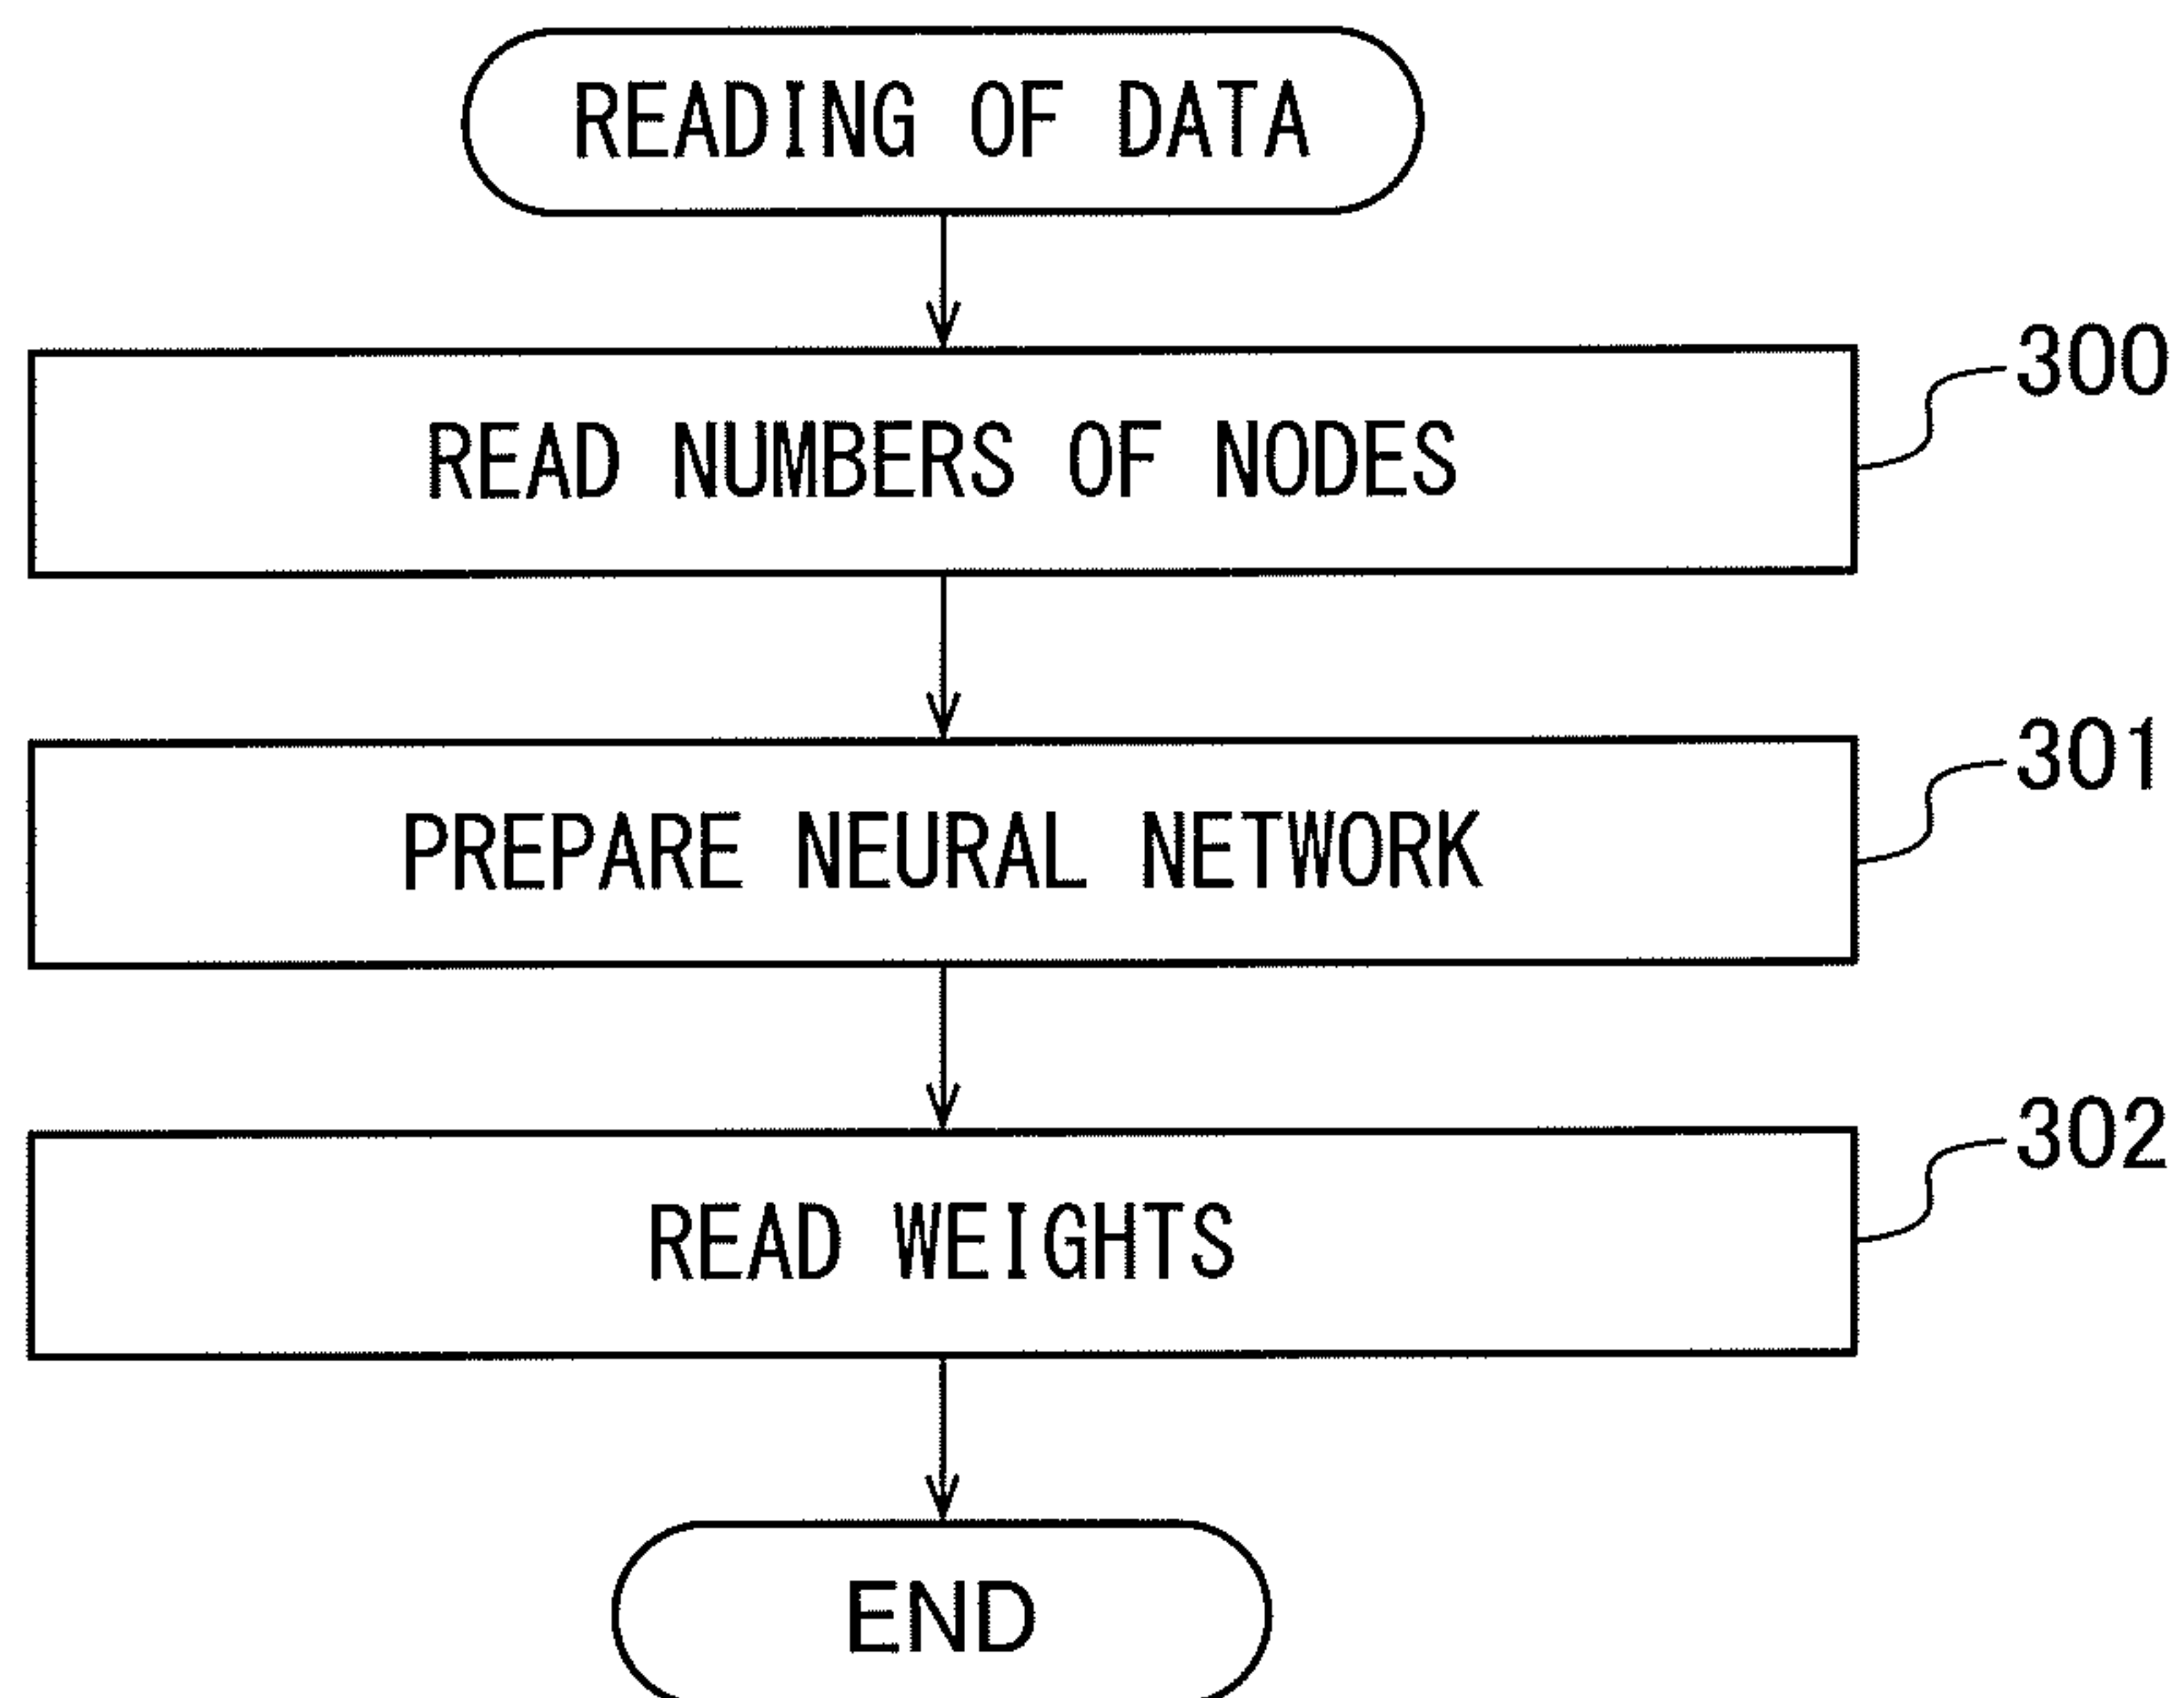 READING OF DATA
300
READ NUMBERS OF NODES
301
PREPARE NEURAL NETWORK
302
READ WEIGHTS
END